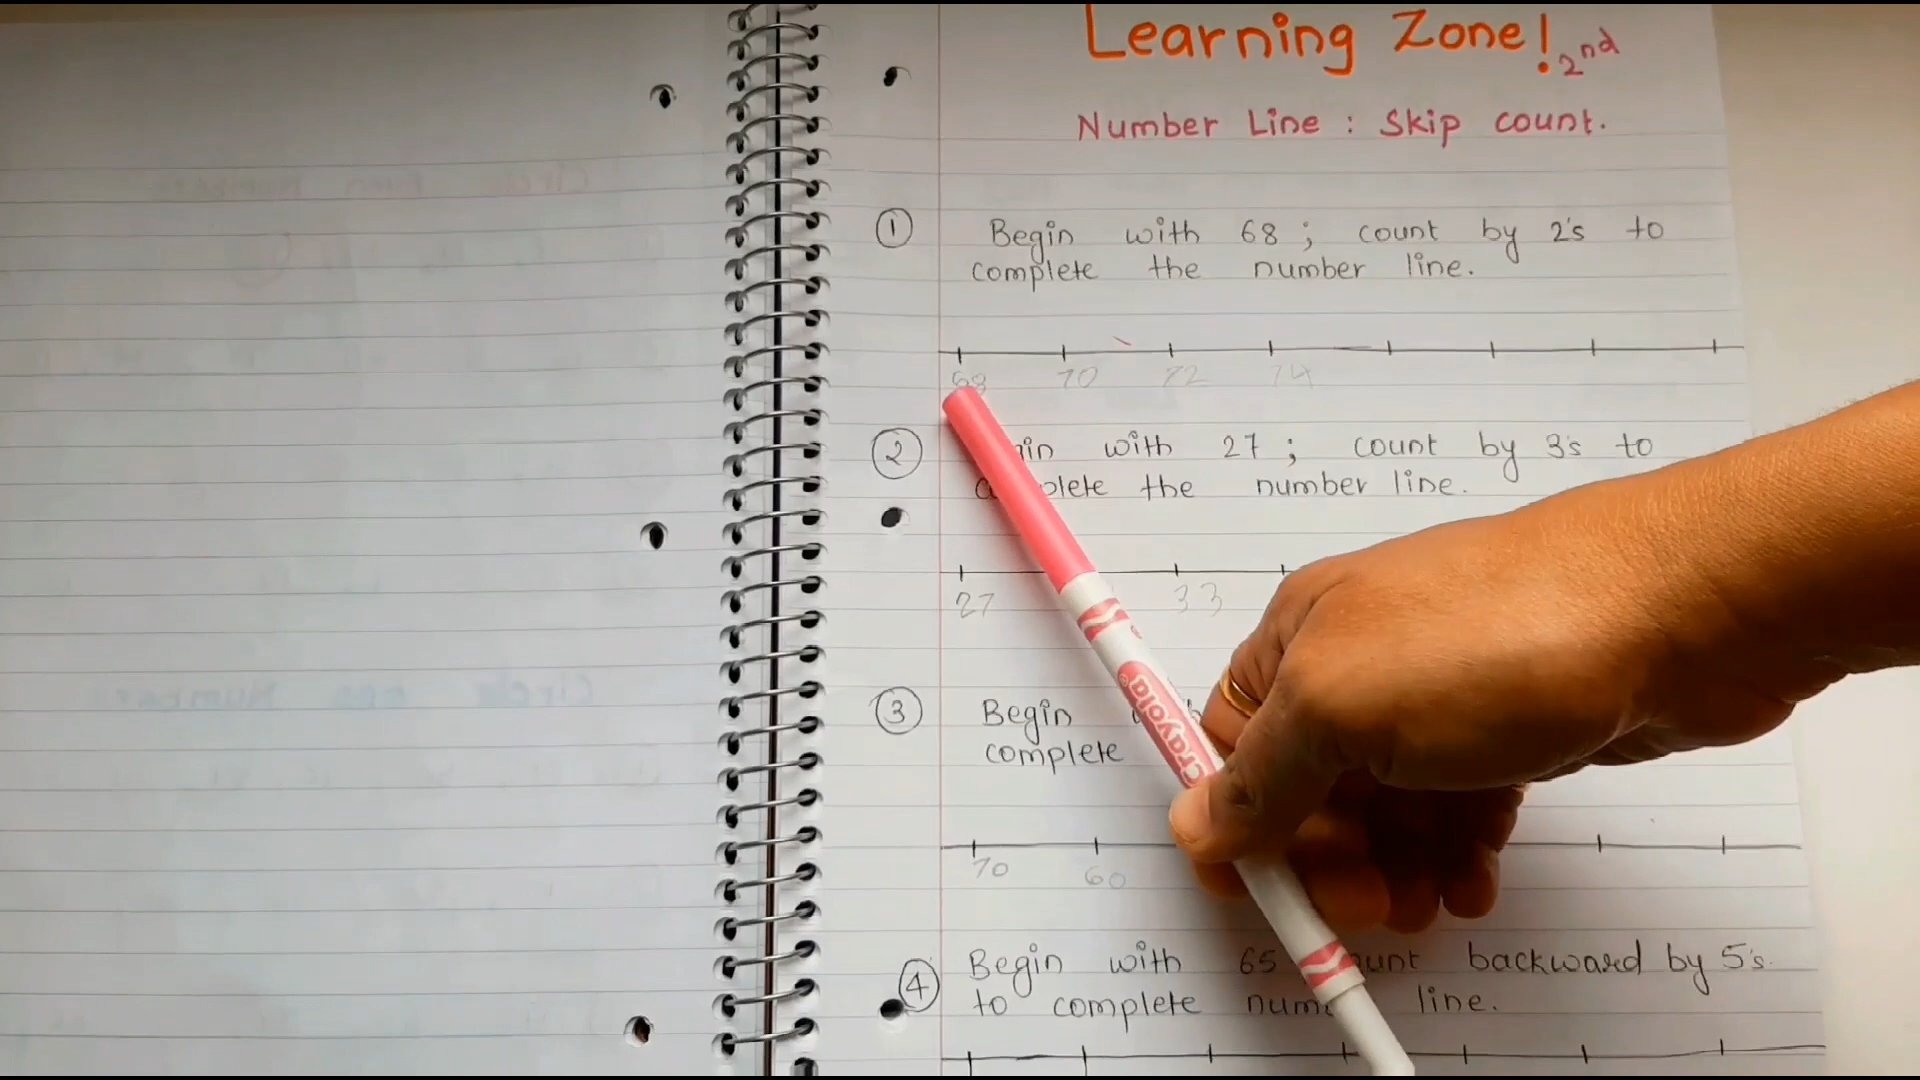 Learning Zone!
2nd
Number Line : Skip count.
① Begin with 68 ; count by 2's to
complete the number line.
68 70 72 74
② with 27 ; count by 3's to
the number line.
27 33
③ Begin
complete
70 60
④ Begin with 65 backward by 5's.
to complete line.
Crayola